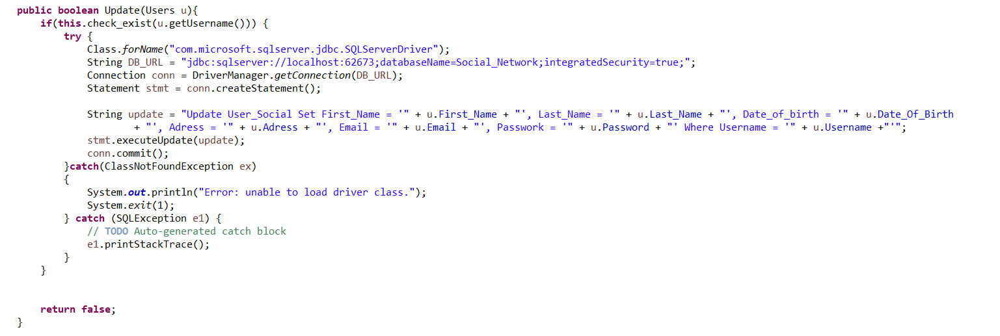 public boolean Update(Users u){
if(this.check_exist(u.getUsername())) {
try {
Class.forName("com.microsoft.sqlserver.jdbc.SQLServerDriver");
String DB_URL = "jdbc:sqlserver://localhost:62673;databaseName=Social_Network;integratedSecurity=true;";
Connection conn = DriverManager.getConnection(DB_URL);
Statement stmt = conn.createStatement();
String update = "Update User_Social Set First_Name = '" + u.First_Name + "', Last_Name = '" + u.Last_Name + "', Date_of_birth = '" + u.Date_Of_Birth
+ "', Adress = '" + u.Adress + "', Email = '" + u.Email + "', Passwork = '" + u.Password + "' Where Username = '" + u.Username +"'";
stmt.executeUpdate(update);
conn.commit();
}catch(ClassNotFoundException ex)
{
System.out.println("Error: unable to load driver class.");
System.exit(1);
} catch (SQLException e1) {
// TODO Auto-generated catch block
e1.printStackTrace();
}
}
return false;
}